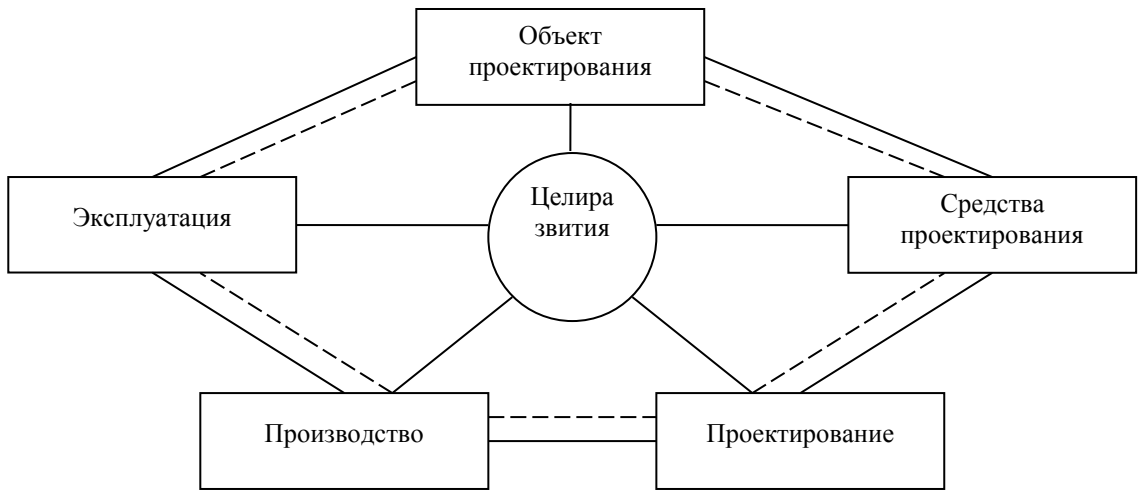 Объект
проектирования
Эксплуатация
Целира
звития
Средства
проектирования
Производство
Проектирование